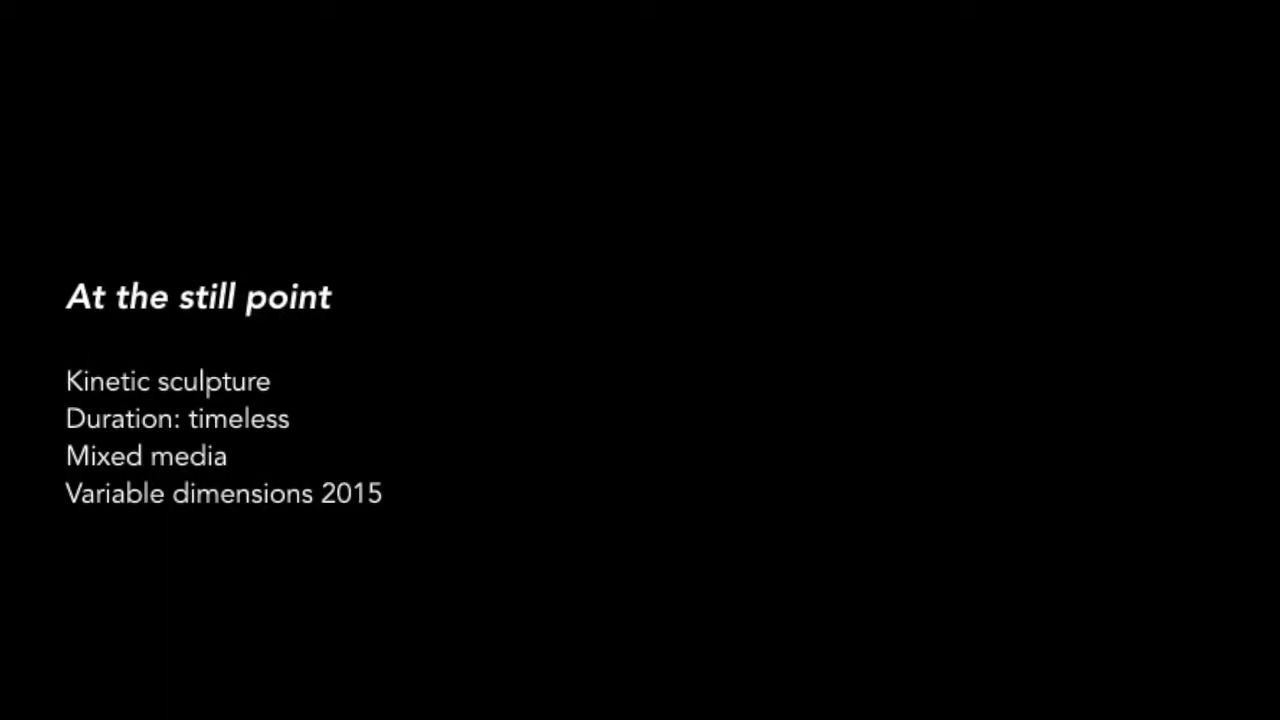 At the still point
Kinetic sculpture
Duration: timeless
Mixed media
Variable dimensions 2015